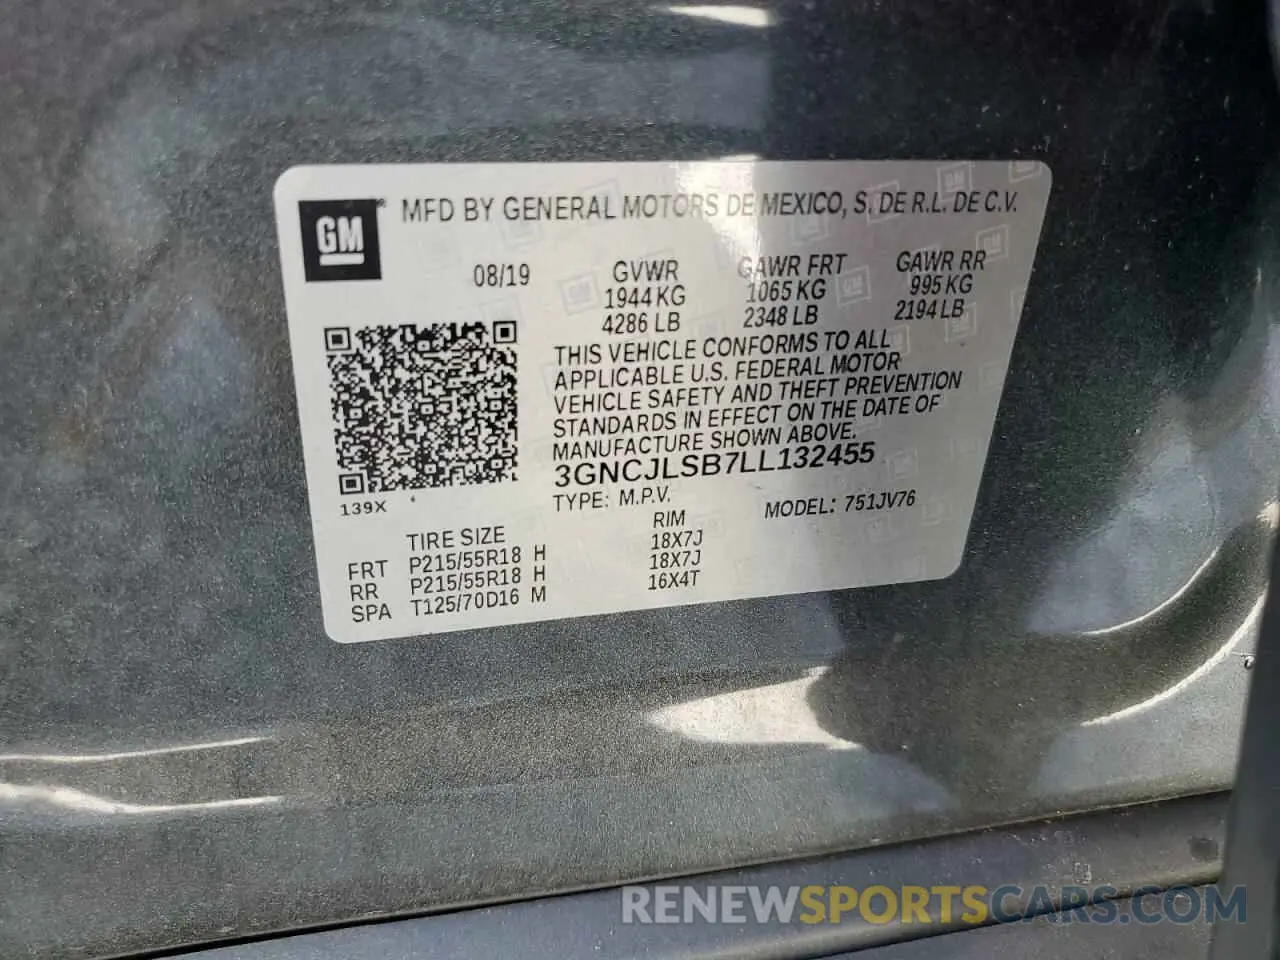 GM
MFD BY GENERAL MOTORS DE MEXICO, S. DE R.L. DE C.V.
08/19 GVWR GAWR FRT GAWR RR
1944 KG 1065 KG 995 KG
4286 LB 2348 LB 2194 LB
THIS VEHICLE CONFORMS TO ALL
APPLICABLE U.S. FEDERAL MOTOR
VEHICLE SAFETY AND THEFT PREVENTION
STANDARDS IN EFFECT ON THE DATE OF
MANUFACTURE SHOWN ABOVE.
3GNCJLSB7LL132455
139X
TYPE: M.P.V. MODEL: 751JV76
TIRE SIZE RIM
FRT P215/55R18 H 18X7J
RR P215/55R18 H 18X7J
SPA T125/70D16 M 16X4T
RENEWSPORTSCARS.COM